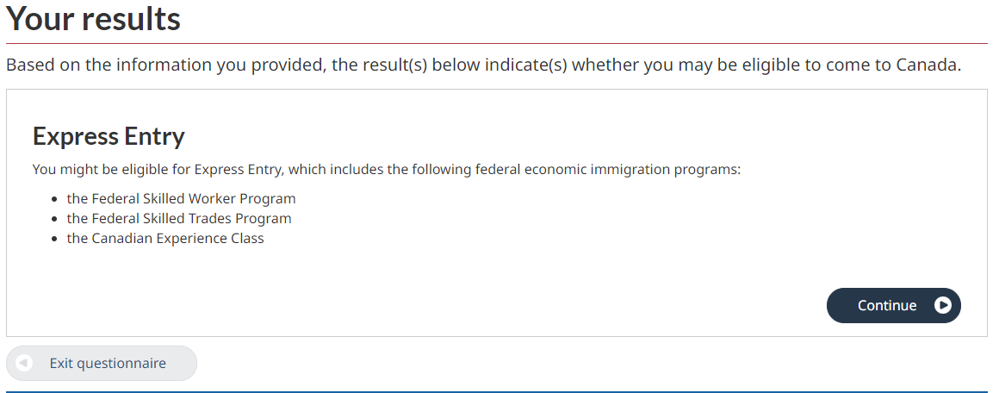 Your results
Based on the information you provided, the result(s) below indicate(s) whether you may be eligible to come to Canada.
Express Entry
You might be eligible for Express Entry, which includes the following federal economic immigration programs:
• the Federal Skilled Worker Program
• the Federal Skilled Trades Program
• the Canadian Experience Class
Continue
Exit questionnaire